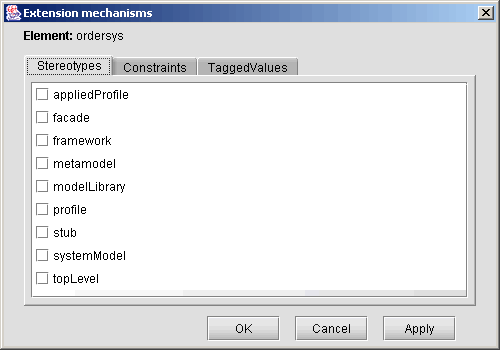 Extension mechanisms
Element: ordersys
Stereotypes Constraints TaggedValues
appliedProfile
facade
framework
metamodel
modelLibrary
profile
stub
systemModel
topLevel
OK Cancel Apply